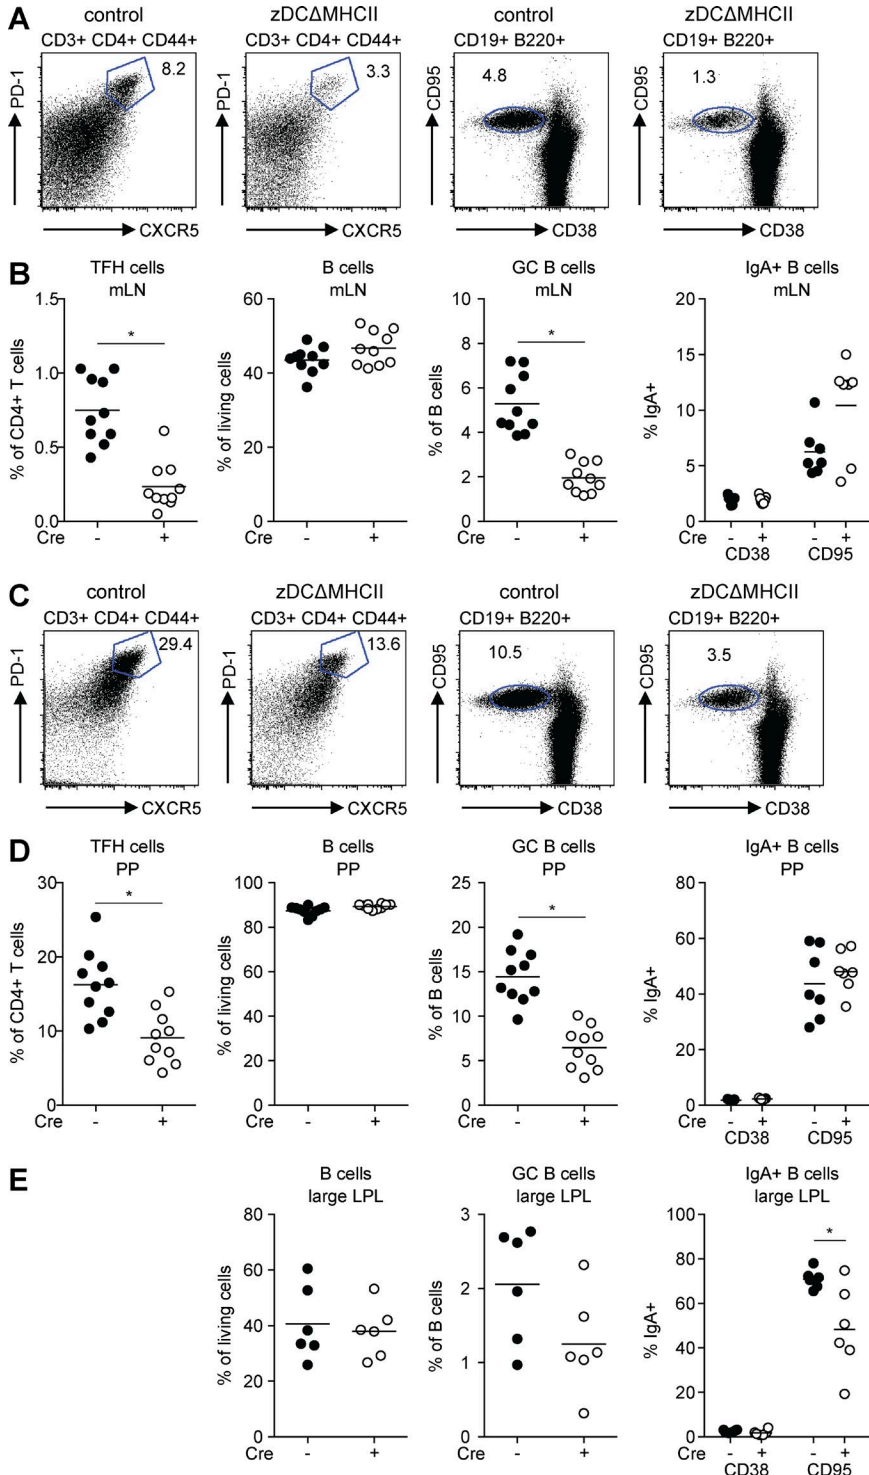 A
control
zDCΔMHCII
control
zDCΔMHCII
CD3+ CD4+ CD44+
CD3+ CD4+ CD44+
CD19+ B220+
CD19+ B220+
8.2
3.3
4.8
1.3
PD-1
PD-1
CD95
CD95
CXCR5
CXCR5
CD38
CD38
B
TFH cells
mLN
1.5
1.0
0.5
0.0
% of CD4+ T cells
*
Cre
-
+
B cells
mLN
60
40
20
0
% of living cells
-
+
GC B cells
mLN
10
8
6
4
2
0
% of B cells
*
-
+
IgA+ B cells
mLN
20
15
10
5
0
% IgA+
Cre
-
+
-
+
CD38
CD95
C
control
zDCΔMHCII
control
zDCΔMHCII
CD3+ CD4+ CD44+
CD3+ CD4+ CD44+
CD19+ B220+
CD19+ B220+
29.4
13.6
10.5
3.5
PD-1
PD-1
CD95
CD95
CXCR5
CXCR5
CD38
CD38
D
TFH cells
PP
30
20
10
0
% of CD4+ T cells
*
Cre
-
+
B cells
PP
100
80
60
40
20
0
% of living cells
-
+
GC B cells
PP
25
20
15
10
5
0
% of B cells
*
-
+
IgA+ B cells
PP
80
60
40
20
0
% IgA+
Cre
-
+
-
+
CD38
CD95
E
B cells
large LPL
80
60
40
20
0
% of living cells
Cre
-
+
GC B cells
large LPL
3
2
1
0
% of B cells
-
+
IgA+ B cells
large LPL
100
80
60
40
20
0
% IgA+
*
Cre
-
+
-
+
CD38
CD95